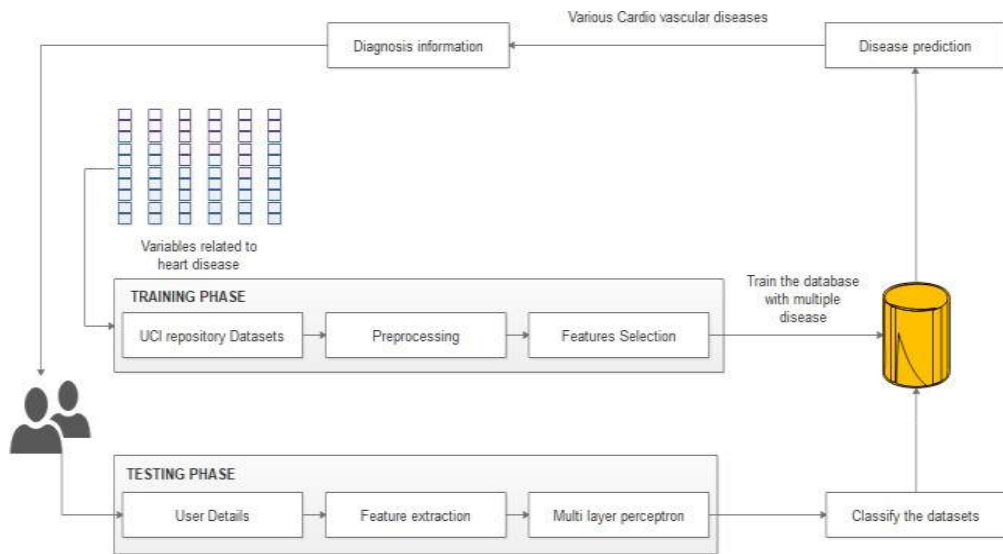 Various Cardio vascular diseases
Diagnosis information
Disease prediction
Variables related to
heart disease
TRAINING PHASE
UCI repository Datasets
Preprocessing
Features Selection
Train the database
with multiple
disease
TESTING PHASE
User Details
Feature extraction
Multi layer perceptron
Classify the datasets